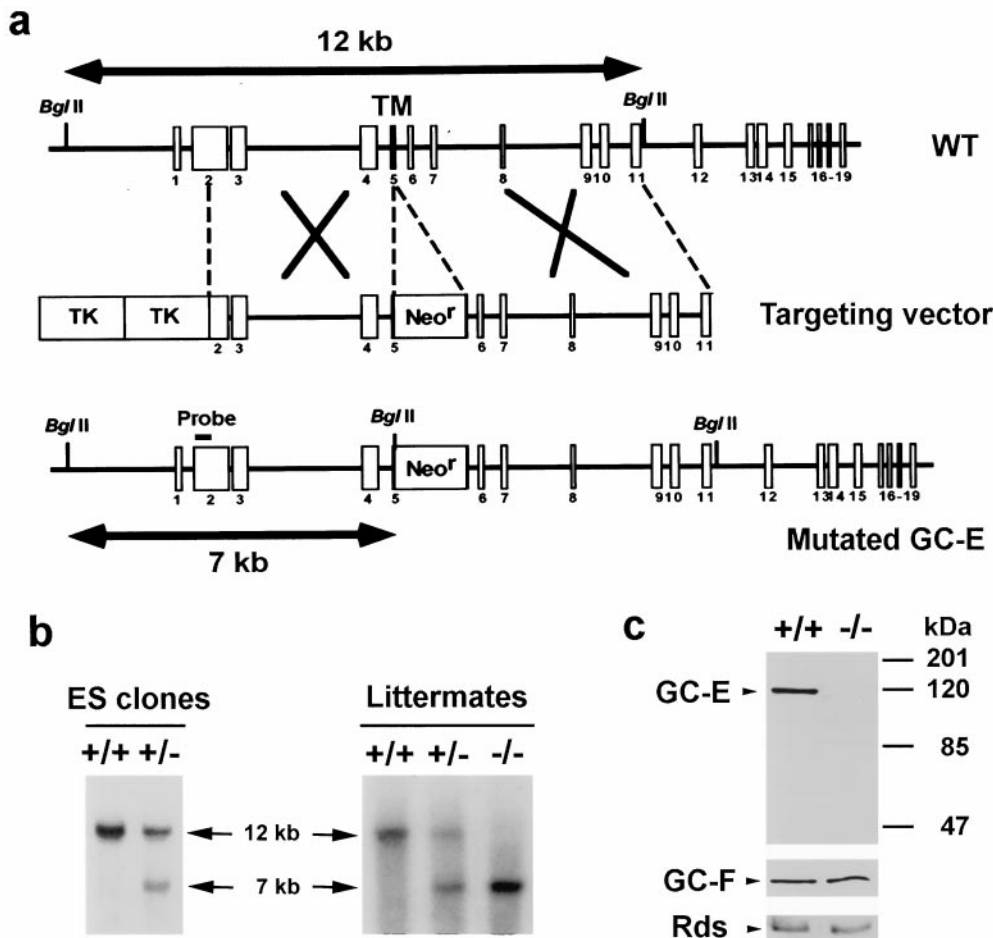 a
12 kb
Bgl II
TM
Bgl II
WT
1 2 3 4 5 6 7 8 9 10 11 12 13 14 15 16 - 19
TK TK Neoʳ
Targeting vector
2 3 4 5 6 7 8 9 10 11
Probe
Bgl II Bgl II Bgl II
Neoʳ
1 2 3 4 5 6 7 8 9 10 11 12 13 14 15 16 - 19
7 kb
Mutated GC-E
b
ES clones
+/+ +/-
Littermates
+/+ +/- -/-
12 kb
7 kb
c
+/+ -/- kDa
201
GC-E 120
85
47
GC-F
Rds